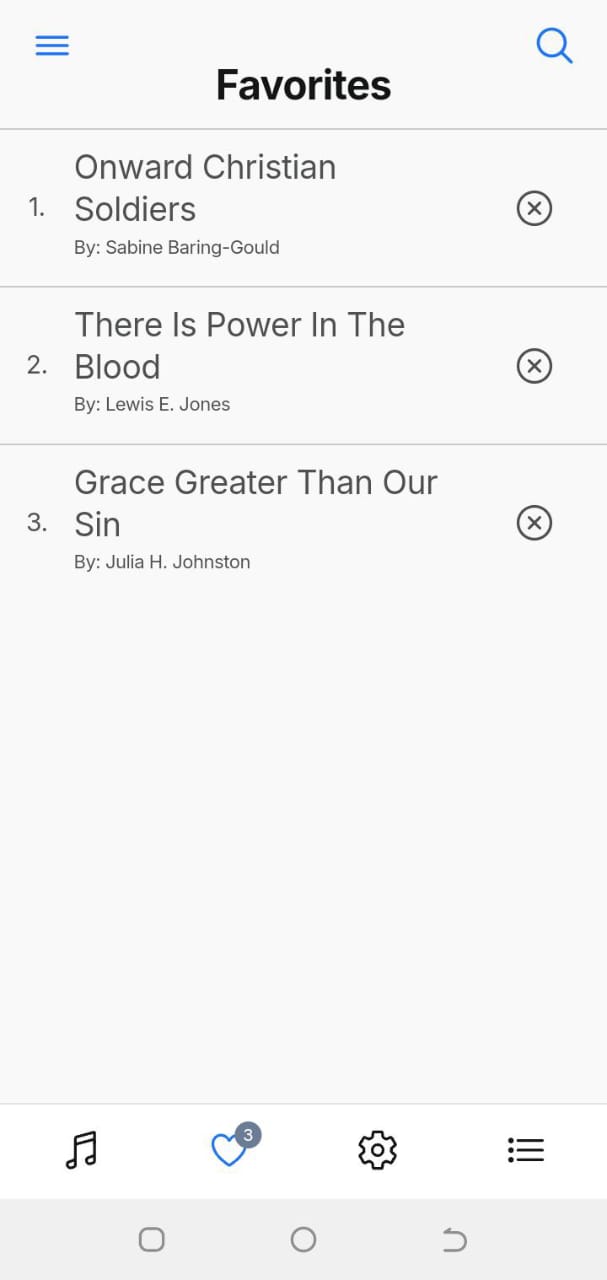 Favorites
1.
Onward Christian
Soldiers
By: Sabine Baring-Gould
2.
There Is Power In The
Blood
By: Lewis E. Jones
3.
Grace Greater Than Our
Sin
By: Julia H. Johnston
3